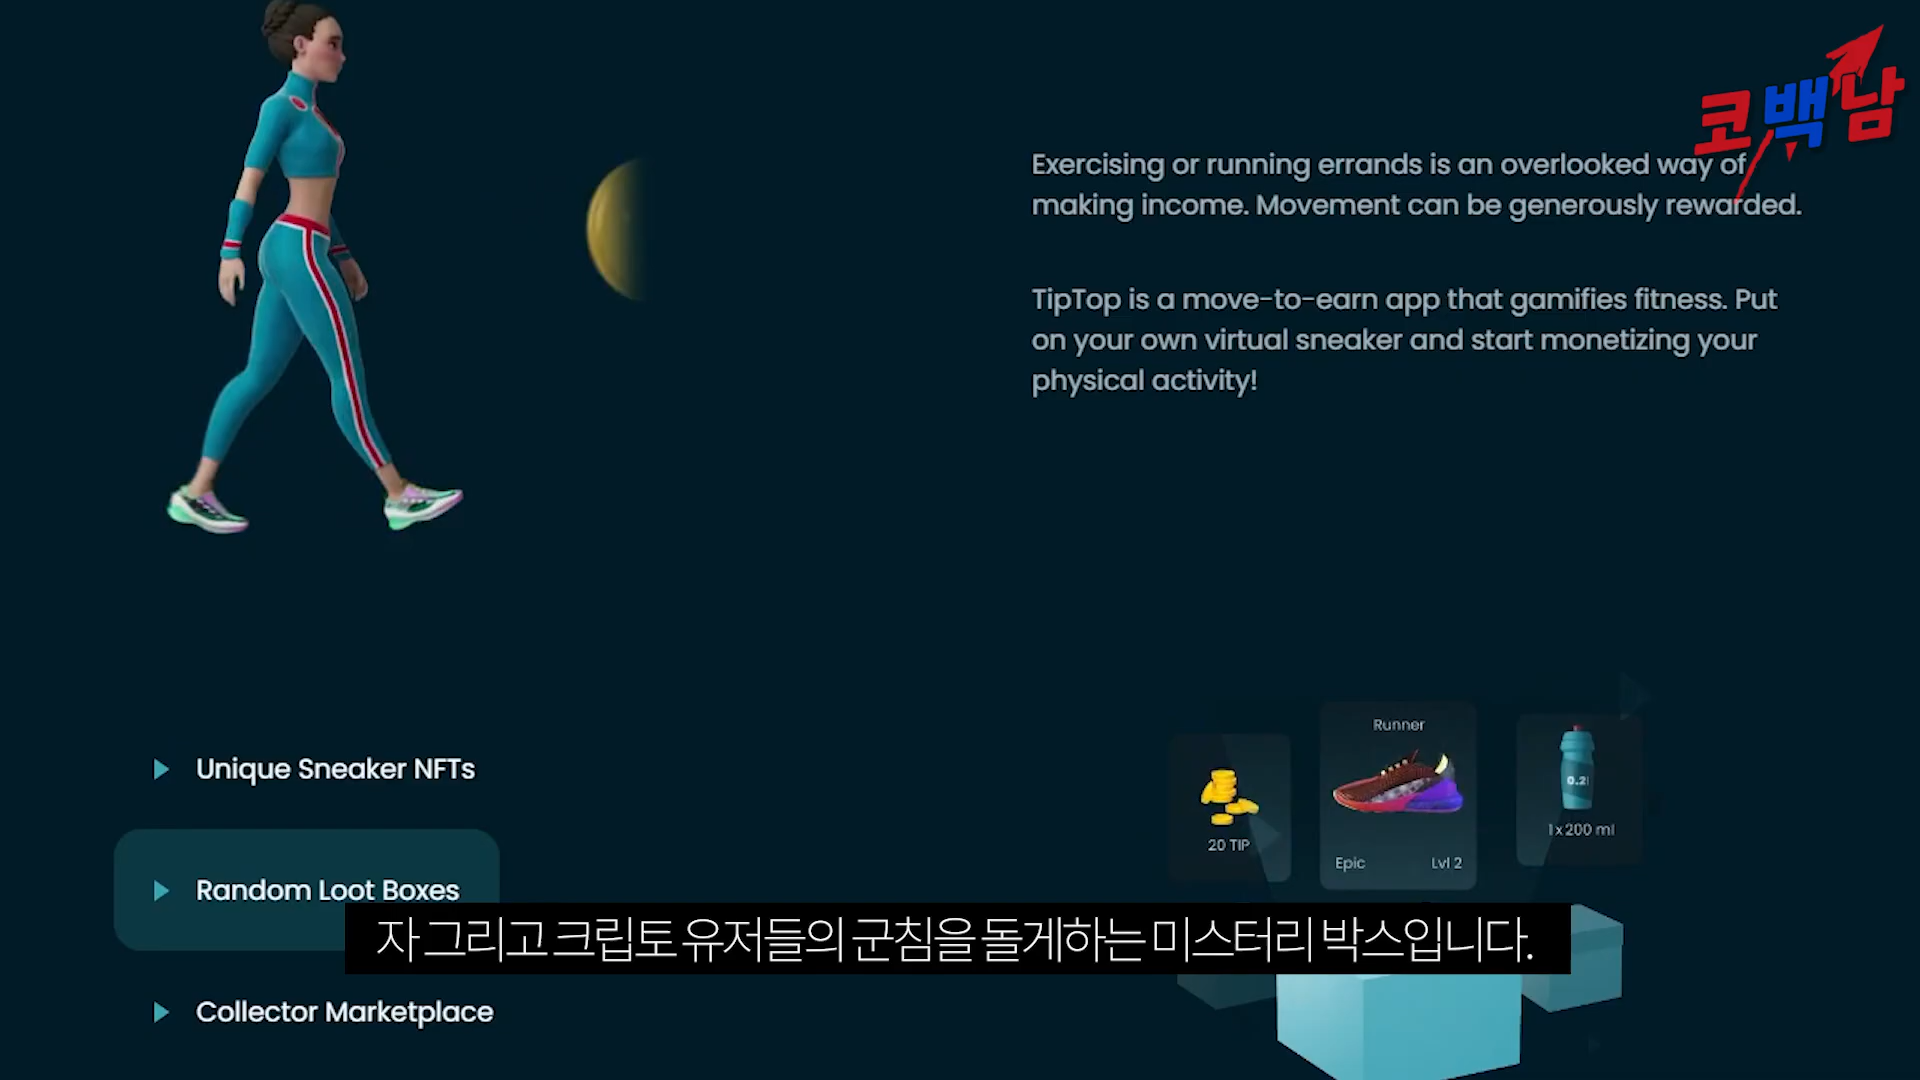 코백남
Exercising or running errands is an overlooked way of
making income. Movement can be generously rewarded.
TipTop is a move-to-earn app that gamifies fitness. Put
on your own virtual sneaker and start monetizing your
physical activity!
Unique Sneaker NFTs
Random Loot Boxes
Collector Marketplace
20 TIP
Runner
Epic Lvl 2
0.2l
1 x 200 ml
자 그리고 크립토 유저들의 군침을 돌게하는 미스터리 박스입니다.